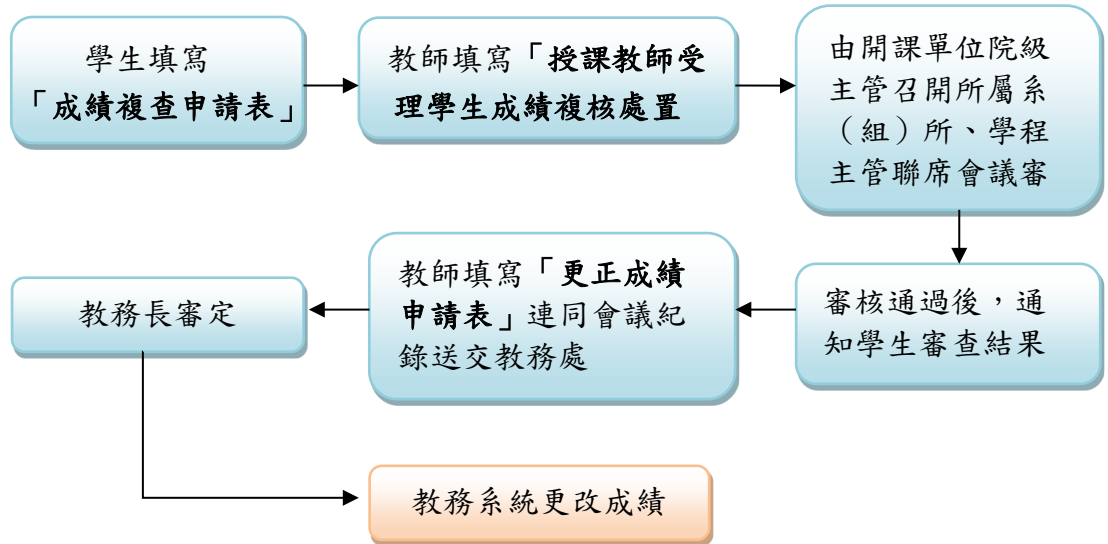 學生填寫
「成績複查申請表」
教師填寫「授課教師受
理學生成績複核處置
由開課單位院級
主管召開所屬系
（組）所、學程
主管聯席會議審
審核通過後，通
知學生審查結果
教師填寫「更正成績
申請表」連同會議紀
錄送交教務處
教務長審定
教務系統更改成績